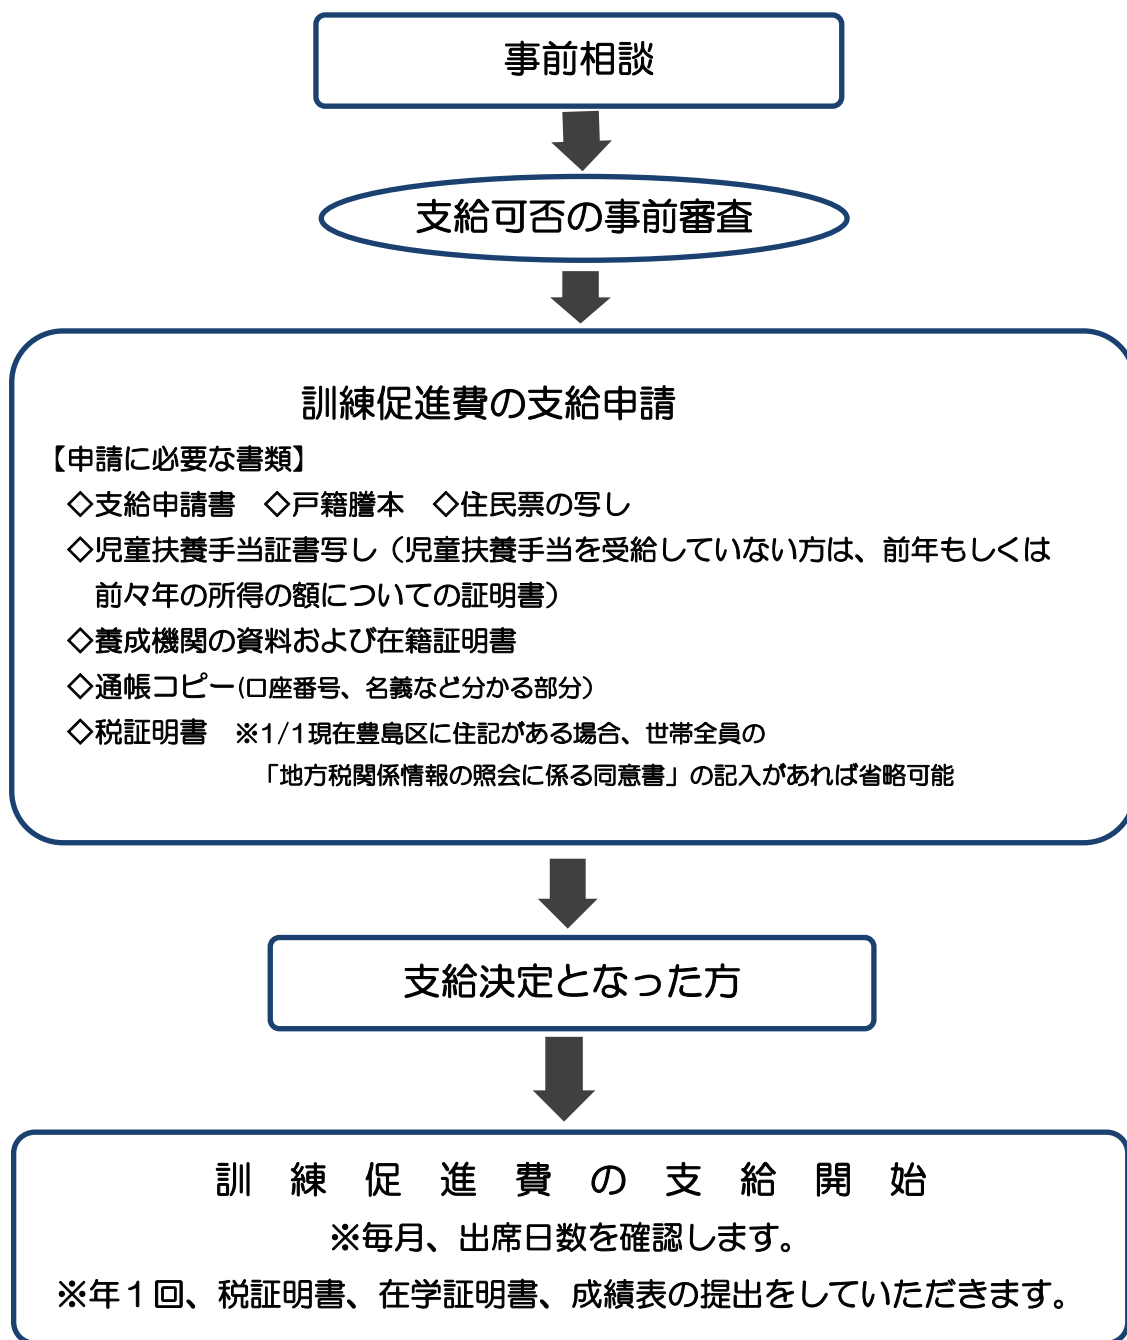 事前相談
支給可否の事前審査
訓練促進費の支給申請
【申請に必要な書類】
◇支給申請書　◇戸籍謄本　◇住民票の写し
◇児童扶養手当証書写し（児童扶養手当を受給していない方は、前年もしくは
前々年の所得の額についての証明書）
◇養成機関の資料および在籍証明書
◇通帳コピー(口座番号、名義など分かる部分）
◇税証明書　※1/1現在豊島区に住記がある場合、世帯全員の
「地方税関係情報の照会に係る同意書」の記入があれば省略可能
支給決定となった方
訓　練　促　進　費　の　支　給　開　始
※毎月、出席日数を確認します。
※年１回、税証明書、在学証明書、成績表の提出をしていただきます。